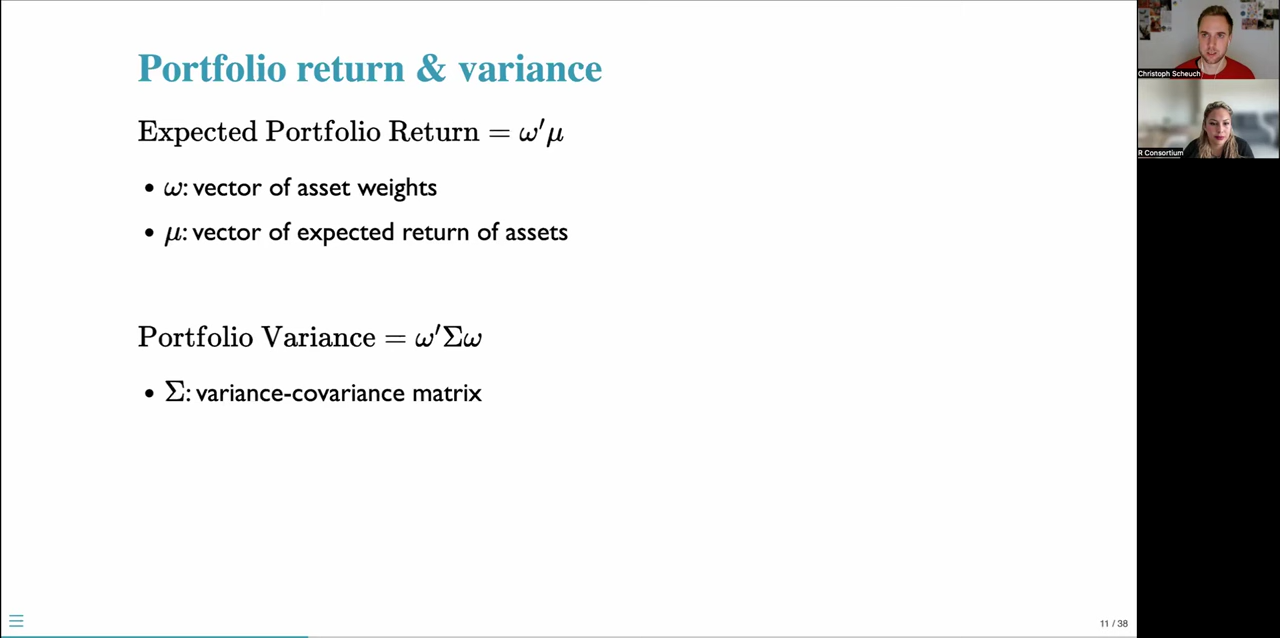 Portfolio return & variance
Expected Portfolio Return = ω′μ
• ω: vector of asset weights
• μ: vector of expected return of assets
Portfolio Variance = ω′Σω
• Σ: variance-covariance matrix
11 / 38
Christoph Scheuch
R Consortium